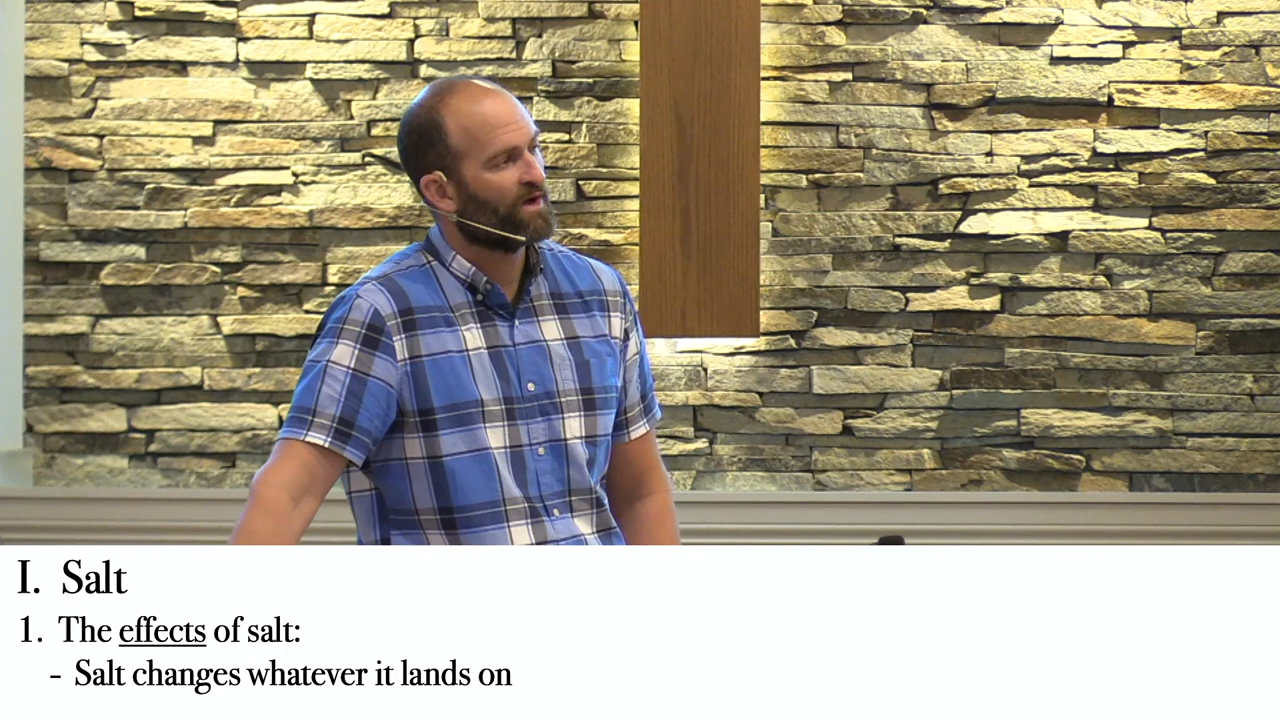 I. Salt
1. The effects of salt:
- Salt changes whatever it lands on